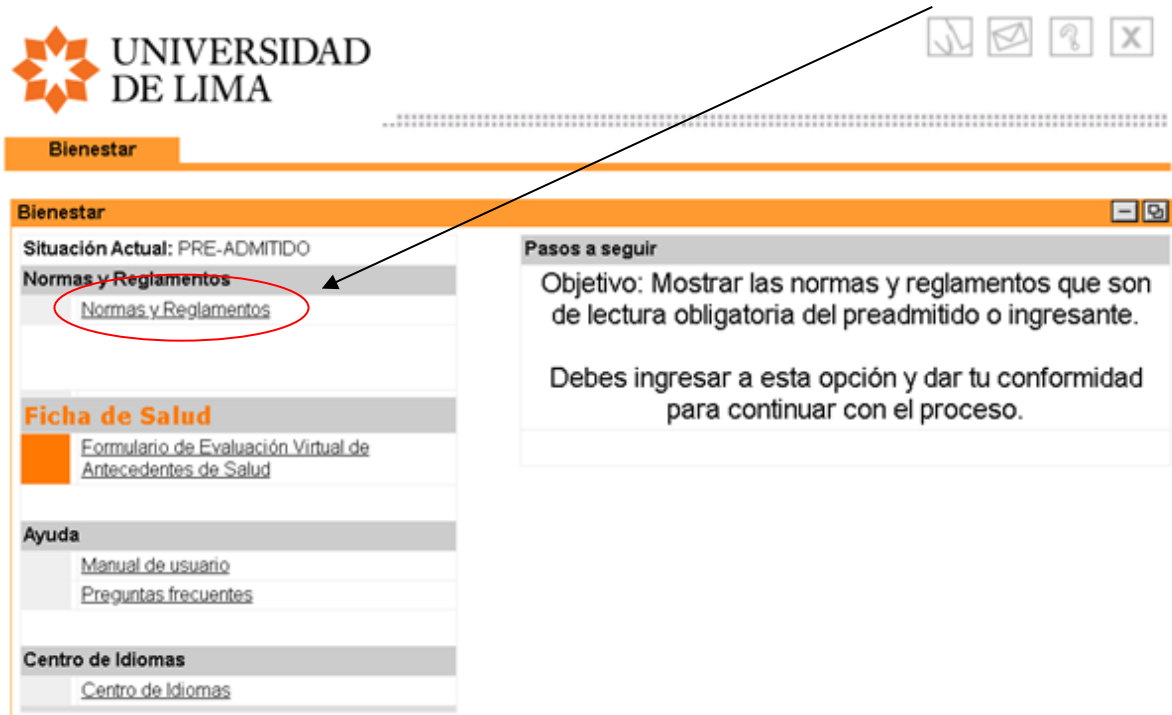 UNIVERSIDAD
DE LIMA
Bienestar
Bienestar
Situación Actual: PRE-ADMITIDO
Normas y Reglamentos
Normas y Reglamentos
Ficha de Salud
Formulario de Evaluación Virtual de
Antecedentes de Salud
Ayuda
Manual de usuario
Preguntas frecuentes
Centro de Idiomas
Centro de Idiomas
Pasos a seguir
Objetivo: Mostrar las normas y reglamentos que son
de lectura obligatoria del preadmitido o ingresante.
Debes ingresar a esta opción y dar tu conformidad
para continuar con el proceso.